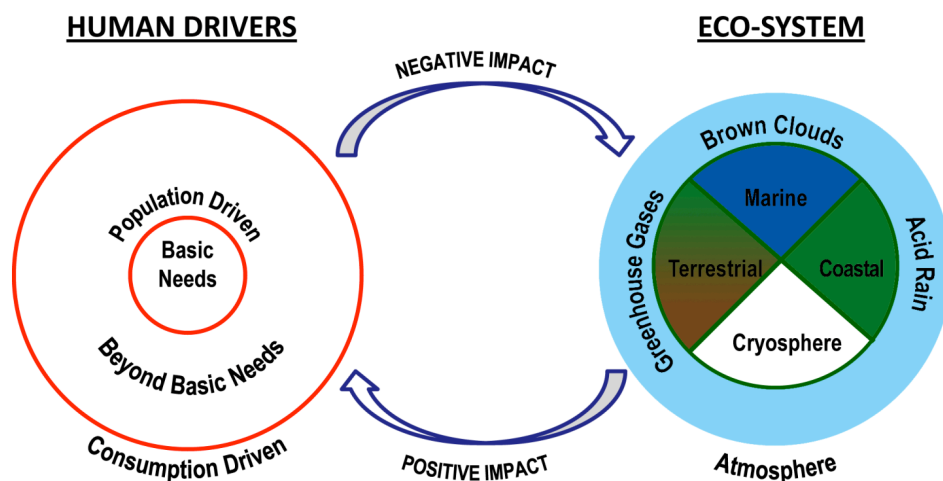 HUMAN DRIVERS
ECO-SYSTEM
NEGATIVE IMPACT
Population Driven
Basic
Needs
Beyond Basic Needs
Consumption Driven
Brown Clouds
Greenhouse Gases
Acid Rain
Marine
Terrestrial
Coastal
Cryosphere
Atmosphere
POSITIVE IMPACT